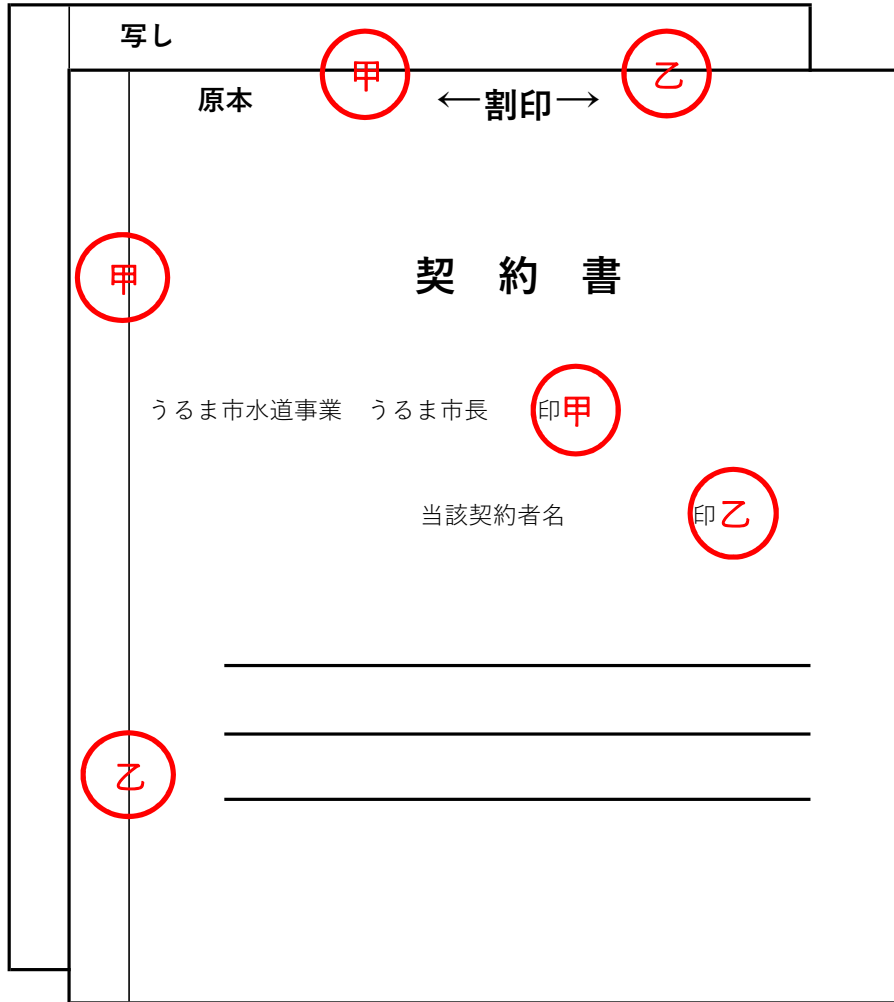 写し
原本 甲 ←割印→ 乙
甲 契 約 書
うるま市水道事業 うるま市長 印甲
当該契約者名 印乙
乙